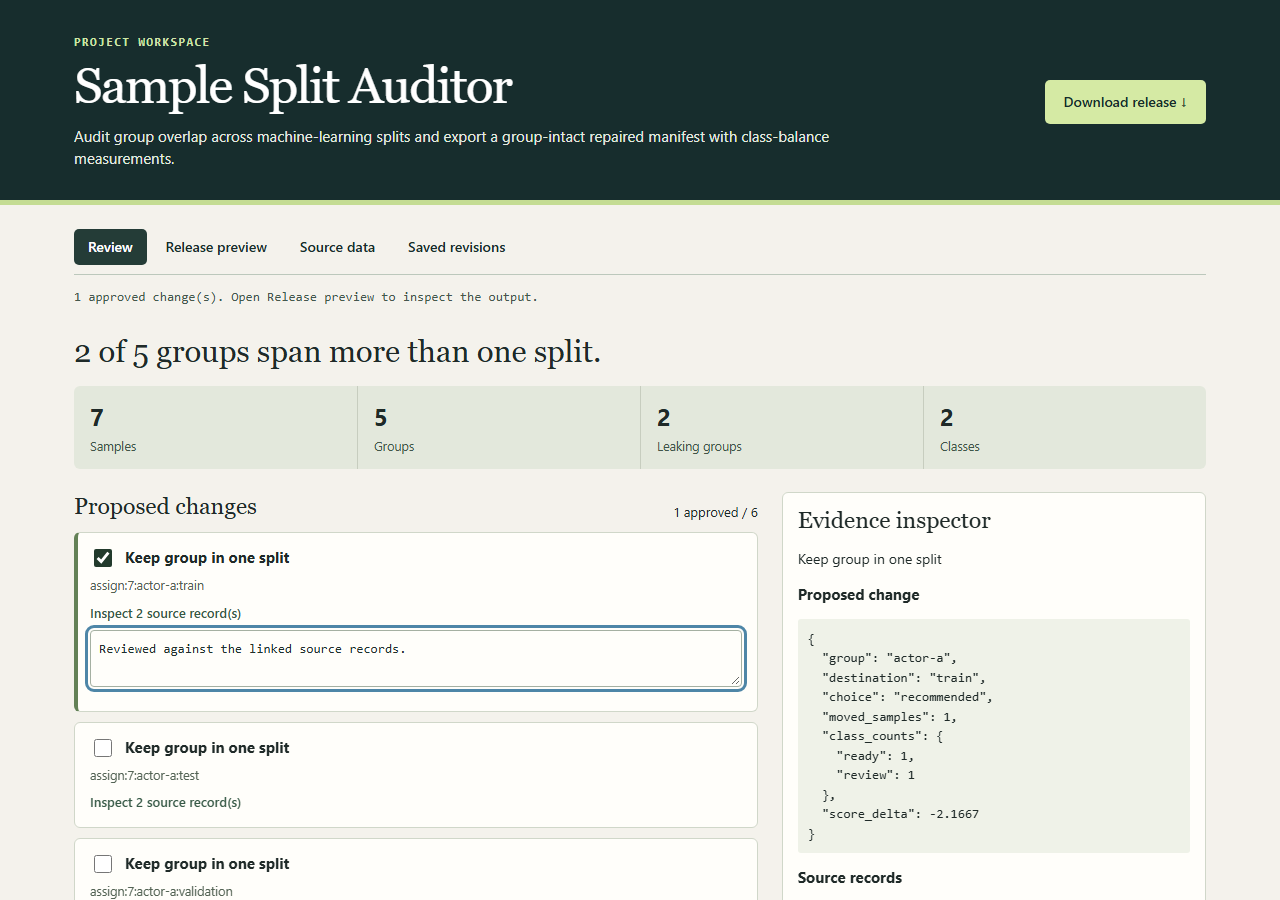 PROJECT WORKSPACE
Sample Split Auditor
Audit group overlap across machine-learning splits and export a group-intact repaired manifest with class-balance
measurements.
Download release ↓
Review
Release preview
Source data
Saved revisions
1 approved change(s). Open Release preview to inspect the output.
2 of 5 groups span more than one split.
7
Samples
5
Groups
2
Leaking groups
2
Classes
Proposed changes
1 approved / 6
Keep group in one split
assign:7:actor-a:train
Inspect 2 source record(s)
Reviewed against the linked source records.
Keep group in one split
assign:7:actor-a:test
Inspect 2 source record(s)
Keep group in one split
assign:7:actor-a:validation
Evidence inspector
Keep group in one split
Proposed change
{
  "group": "actor-a",
  "destination": "train",
  "choice": "recommended",
  "moved_samples": 1,
  "class_counts": {
    "ready": 1,
    "review": 1
  },
  "score_delta": -2.1667
}
Source records